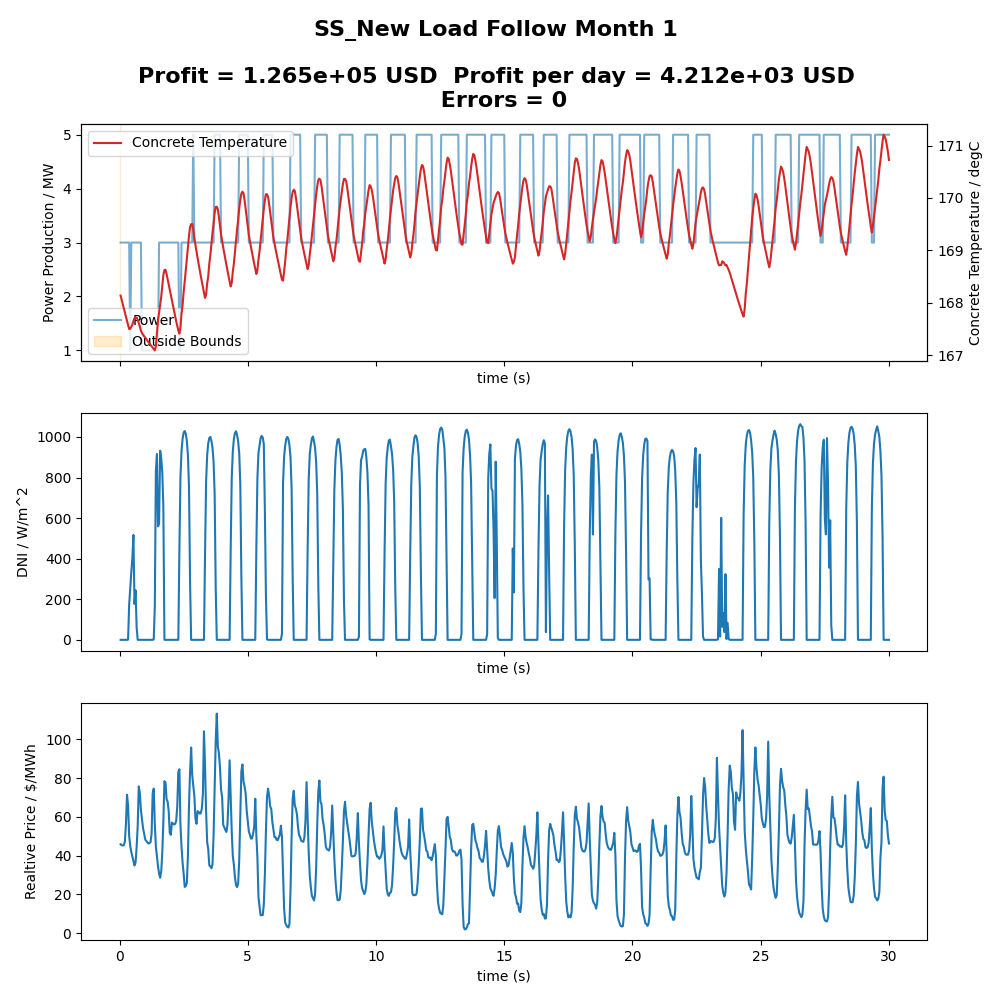 SS_New Load Follow Month 1
Profit = 1.265e+05 USD  Profit per day = 4.212e+03 USD
Errors = 0
Concrete Temperature
Power
Outside Bounds
5
4
3
2
1
Power Production / MW
171
170
169
168
167
Concrete Temperature / degC
time (s)
1000
800
600
400
200
0
DNI / W/m^2
time (s)
100
80
60
40
20
0
Realtive Price / $/MWh
0 5 10 15 20 25 30
time (s)